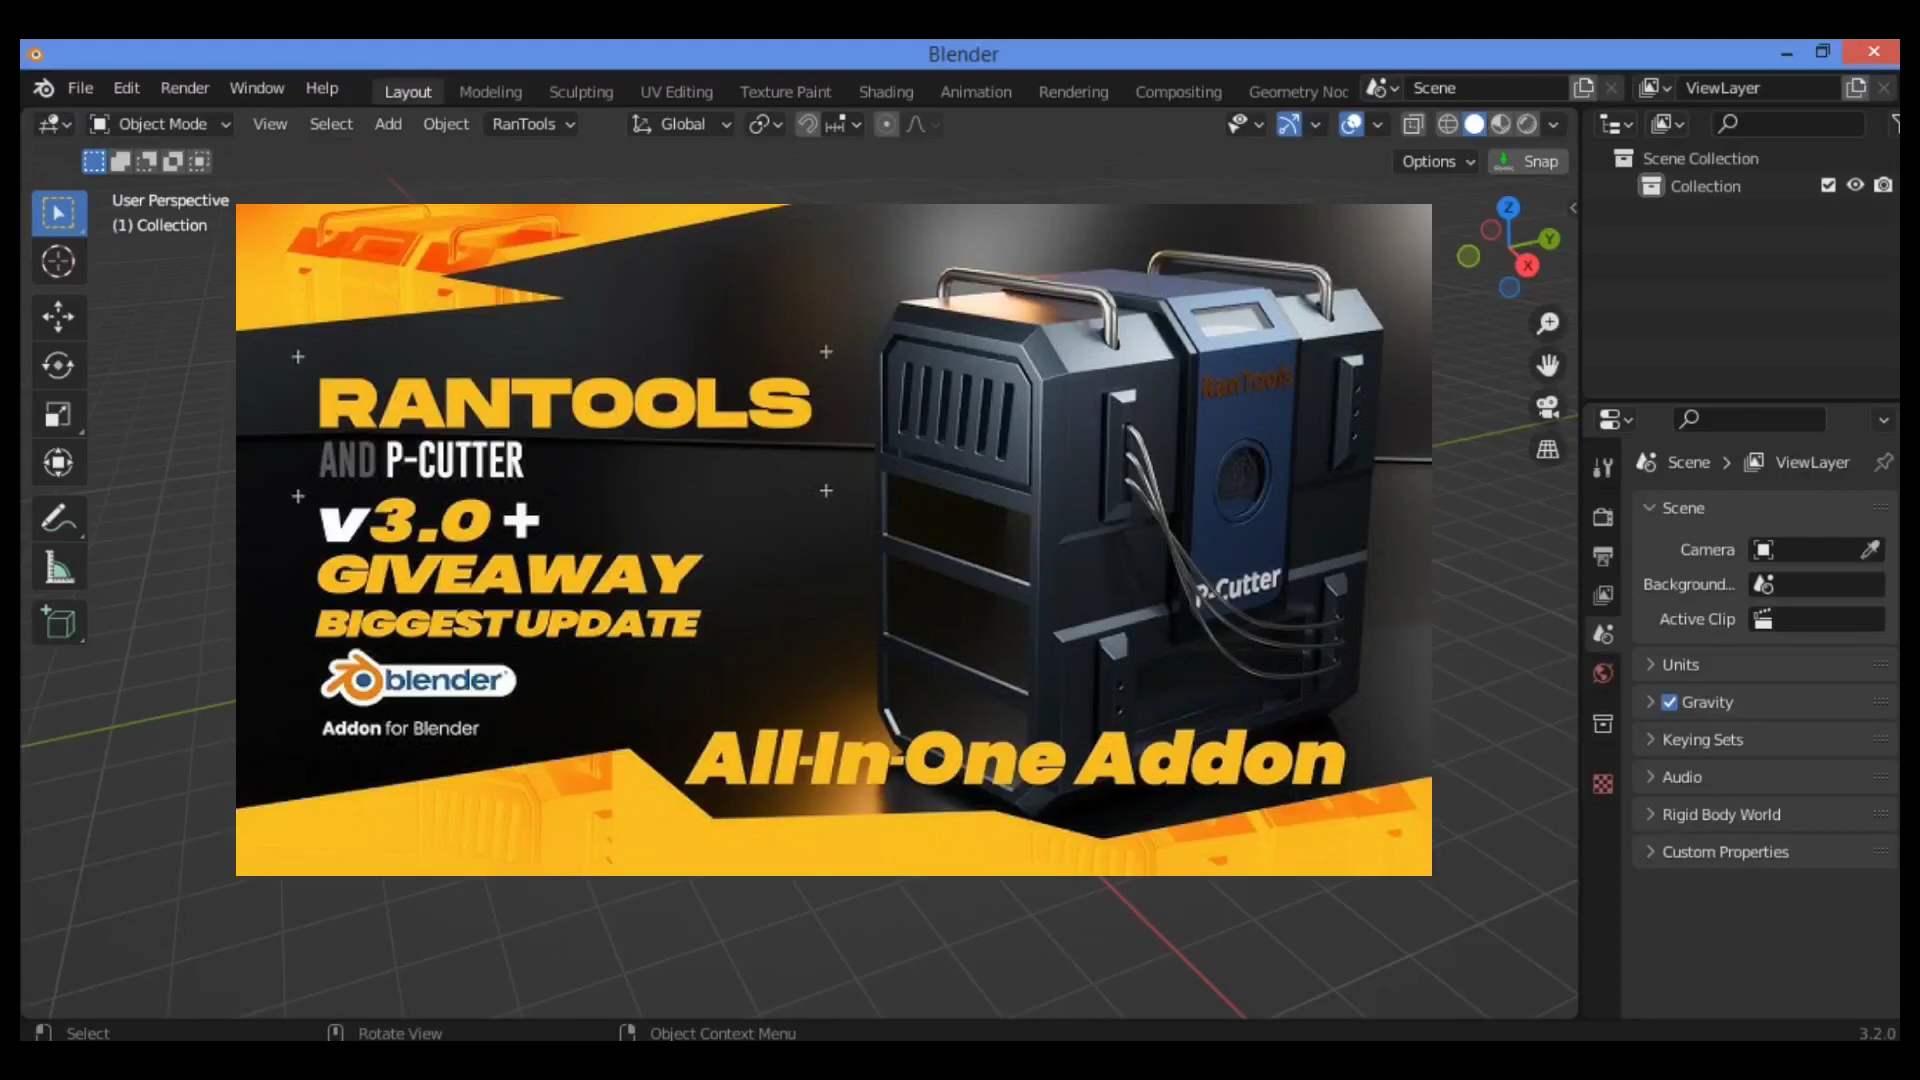 Blender
File Edit Render Window Help Layout Modeling Sculpting UV Editing Texture Paint Shading Animation Rendering Compositing Geometry Noc Scene ViewLayer
Object Mode View Select Add Object RanTools Global
Options Snap
User Perspective
(1) Collection
Scene Collection
Collection
Z
Y
X
RANTOOLS
AND P-CUTTER
v3.0 +
GIVEAWAY
BIGGEST UPDATE
blender
Addon for Blender
All-In-One Addon
RanTools
P-Cutter
Scene > ViewLayer
Scene
Camera
Background...
Active Clip
Units
Gravity
Keying Sets
Audio
Rigid Body World
Custom Properties
Select Rotate View Object Context Menu 3.2.0